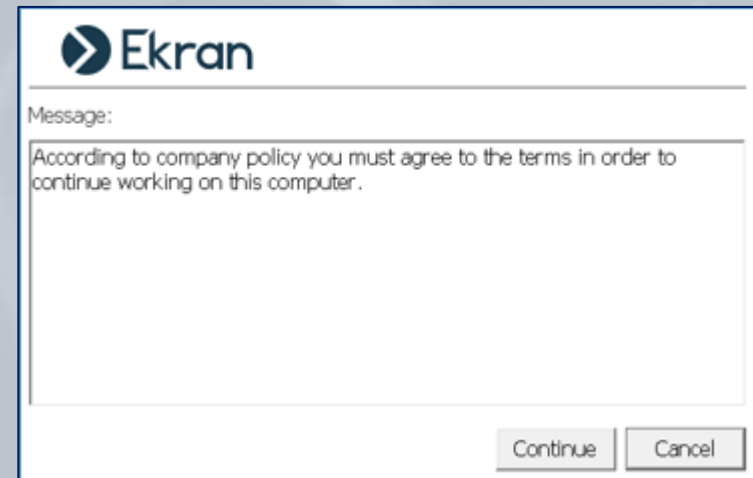 Ekran
Message:
According to company policy you must agree to the terms in order to
continue working on this computer.
Continue Cancel